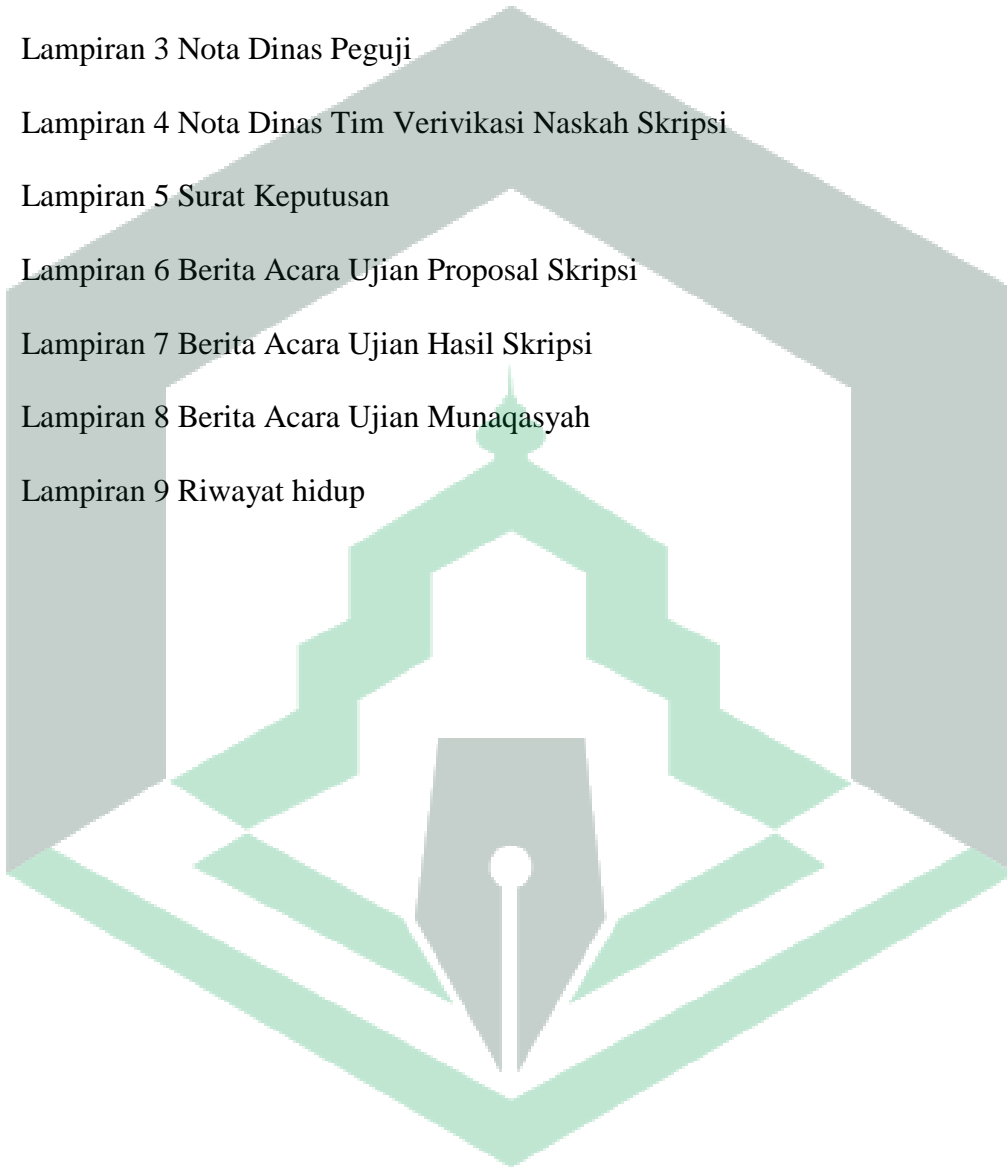 Lampiran 3 Nota Dinas Peguji
Lampiran 4 Nota Dinas Tim Verivikasi Naskah Skripsi
Lampiran 5 Surat Keputusan
Lampiran 6 Berita Acara Ujian Proposal Skripsi
Lampiran 7 Berita Acara Ujian Hasil Skripsi
Lampiran 8 Berita Acara Ujian Munaqasyah
Lampiran 9 Riwayat hidup